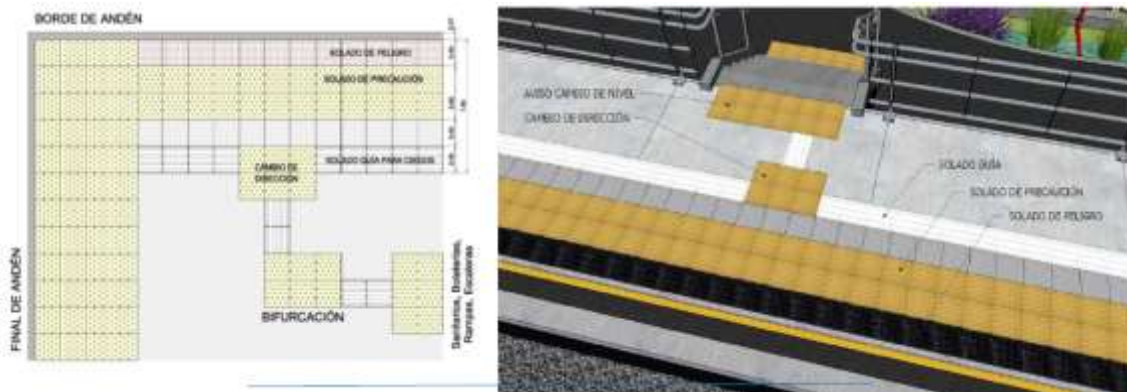 BORDE DE ANDÉN
SOLADO DE PELIGRO
SOLADO DE PRECAUCIÓN
SOLADO GUÍA PARA CIEGOS
CAMBIO DE
DIRECCIÓN
BIFURCACIÓN
FINAL DE ANDÉN
Sanitarios, Boleterías,
Rampas, Escaleras
AVISO CAMBIO DE NIVEL
CAMBIO DE DIRECCIÓN
SOLADO GUÍA
SOLADO DE PRECAUCIÓN
SOLADO DE PELIGRO